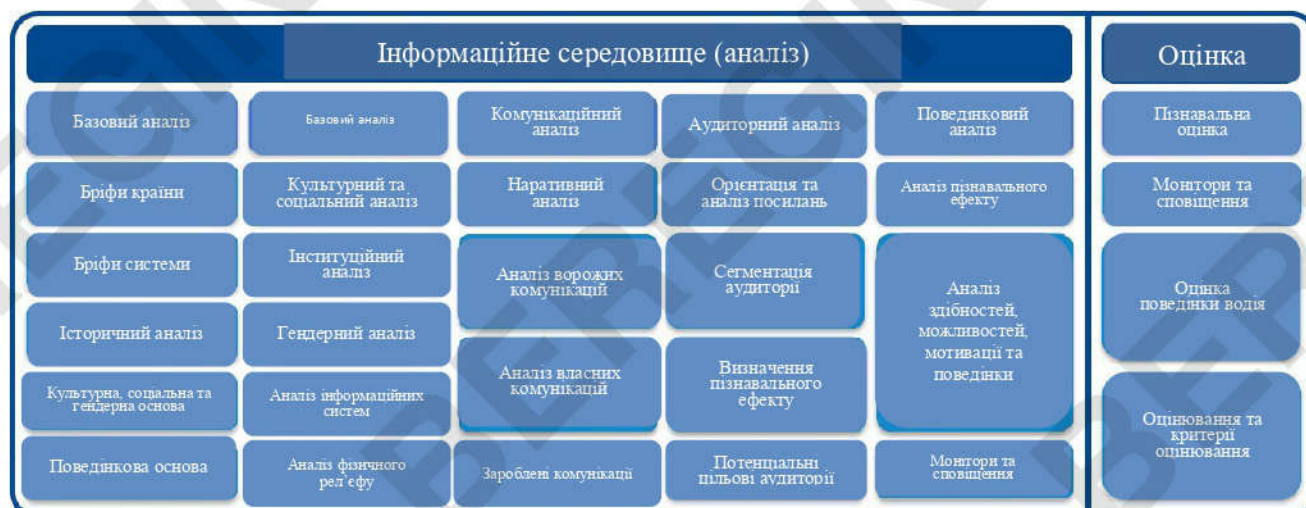 Інформаційне середовище (аналіз)
Оцінка
Базовий аналіз
Бріфи країни
Бріфи системи
Історичний аналіз
Культурна, соціальна та
гендерна основа
Поведінкова основа
Базовий аналіз
Культурний та
соціальний аналіз
Інституційний
аналіз
Гендерний аналіз
Аналіз інформаційних
систем
Аналіз фізичного
рел'єфу
Комунікаційний
аналіз
Наративний
аналіз
Аналіз ворожих
комунікацій
Аналіз власних
комунікацій
Зароблені комунікації
Аудиторний аналіз
Орієнтація та
аналіз посилань
Сегментація
аудиторії
Визначення
пізнавального
ефекту
Потенціальні
цільові аудиторії
Поведінковий
аналіз
Аналіз пізнавального
ефекту
Аналіз
здібностей,
можливостей,
мотивації та
поведінки
Монітори та
сповіщення
Пізнавальна
оцінка
Монітори та
сповіщення
Оцінка
поведінки водія
Оцінювання та
критерії
оцінювання